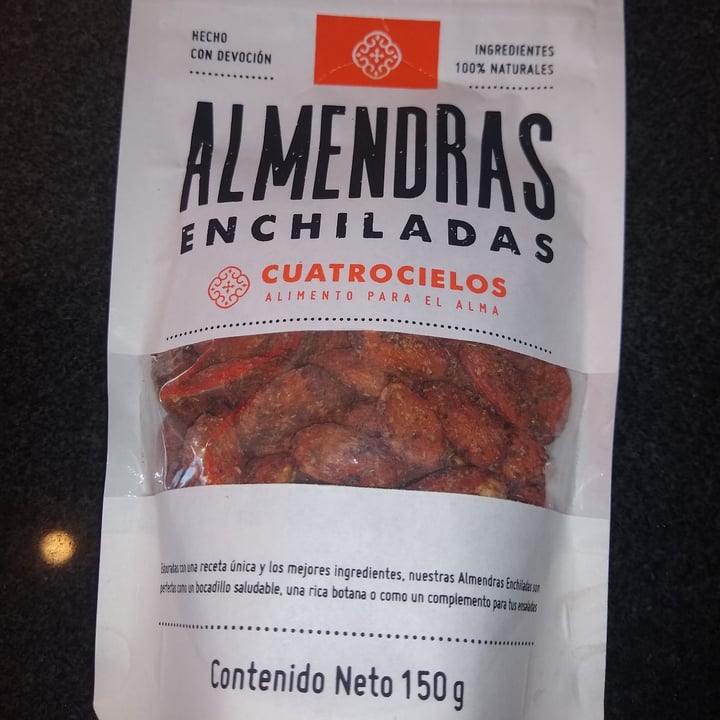 HECHO
CON DEVOCIÓN
INGREDIENTES
100% NATURALES
ALMENDRAS
ENCHILADAS
CUATROCIELOS
ALIMENTO PARA EL ALMA
Elaboradas con una receta única y los mejores ingredientes, nuestras Almendras Enchiladas son
perfectas como un bocadillo saludable, una rica botana o como un complemento para tus ensaladas
Contenido Neto 150 g